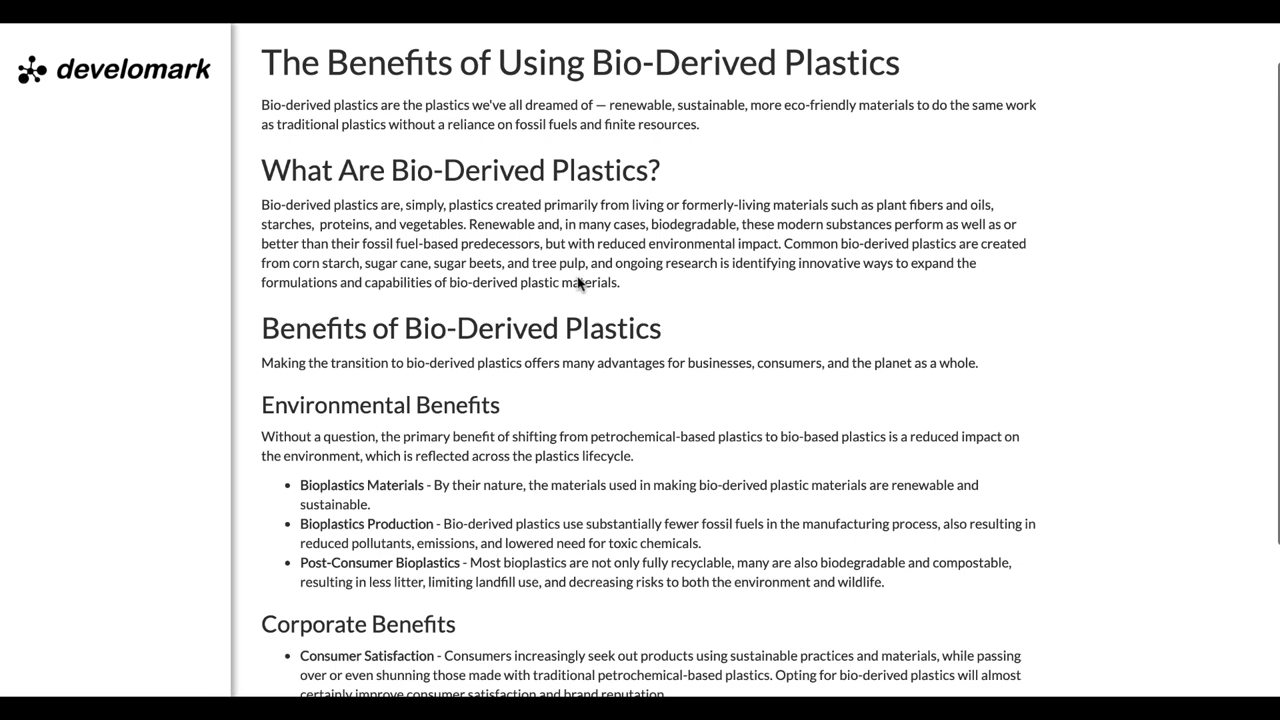 develomark
The Benefits of Using Bio-Derived Plastics
Bio-derived plastics are the plastics we've all dreamed of — renewable, sustainable, more eco-friendly materials to do the same work
as traditional plastics without a reliance on fossil fuels and finite resources.
What Are Bio-Derived Plastics?
Bio-derived plastics are, simply, plastics created primarily from living or formerly-living materials such as plant fibers and oils,
starches, proteins, and vegetables. Renewable and, in many cases, biodegradable, these modern substances perform as well as or
better than their fossil fuel-based predecessors, but with reduced environmental impact. Common bio-derived plastics are created
from corn starch, sugar cane, sugar beets, and tree pulp, and ongoing research is identifying innovative ways to expand the
formulations and capabilities of bio-derived plastic materials.
Benefits of Bio-Derived Plastics
Making the transition to bio-derived plastics offers many advantages for businesses, consumers, and the planet as a whole.
Environmental Benefits
Without a question, the primary benefit of shifting from petrochemical-based plastics to bio-based plastics is a reduced impact on
the environment, which is reflected across the plastics lifecycle.
• Bioplastics Materials - By their nature, the materials used in making bio-derived plastic materials are renewable and
sustainable.
• Bioplastics Production - Bio-derived plastics use substantially fewer fossil fuels in the manufacturing process, also resulting in
reduced pollutants, emissions, and lowered need for toxic chemicals.
• Post-Consumer Bioplastics - Most bioplastics are not only fully recyclable, many are also biodegradable and compostable,
resulting in less litter, limiting landfill use, and decreasing risks to both the environment and wildlife.
Corporate Benefits
• Consumer Satisfaction - Consumers increasingly seek out products using sustainable practices and materials, while passing
over or even shunning those made with traditional petrochemical-based plastics. Opting for bio-derived plastics will almost
certainly improve consumer satisfaction and brand reputation.